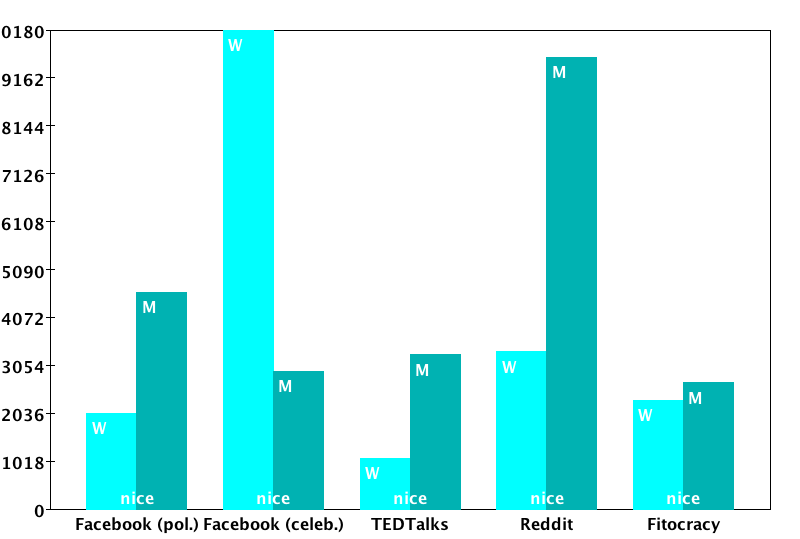 0180
9162
8144
7126
6108
5090
4072
3054
2036
1018
0
W
M
W
M
W
M
W
M
W
M
nice
nice
nice
nice
nice
Facebook (pol.)
Facebook (celeb.)
TEDTalks
Reddit
Fitocracy